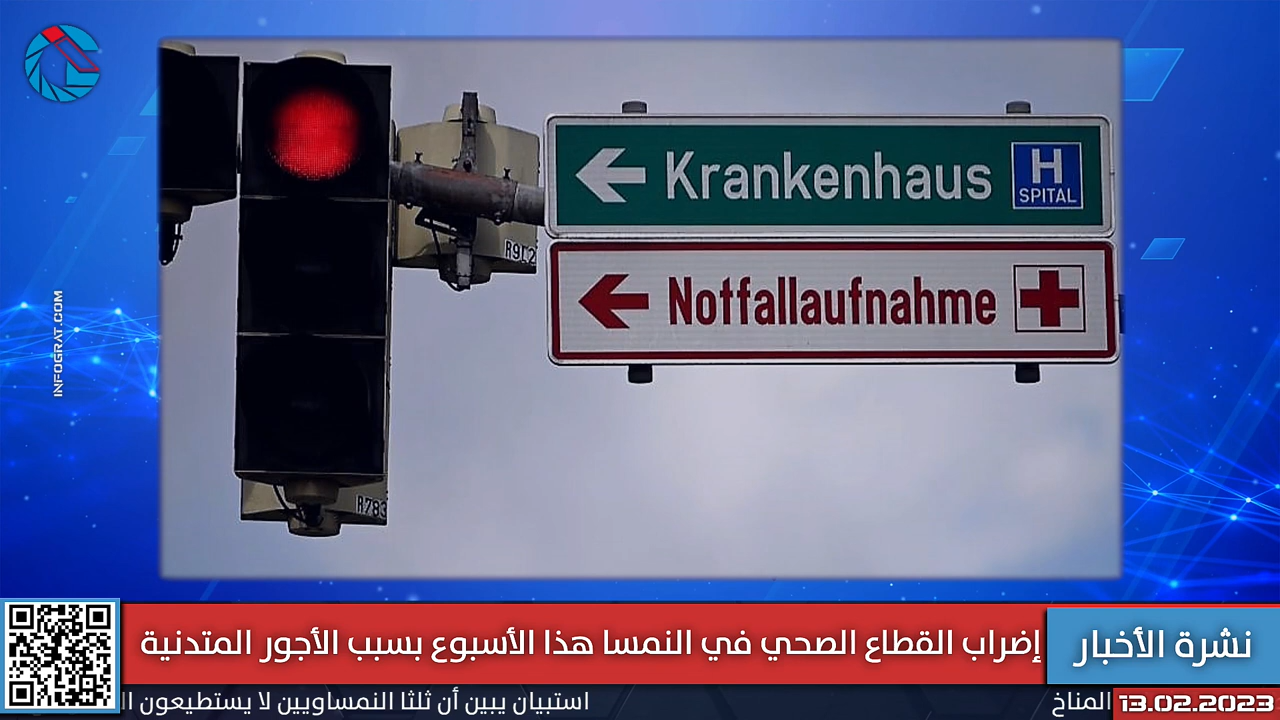 Krankenhaus
H
SPITAL
Notfallaufnahme
R9L2
R783
INFOGRAT.COM
نشرة الأخبار
إضراب القطاع الصحي في النمسا هذا الأسبوع بسبب الأجور المتدنية
13.02.2023
المناخ
استبيان يبين أن ثلثا النمساويين لا يستطيعون